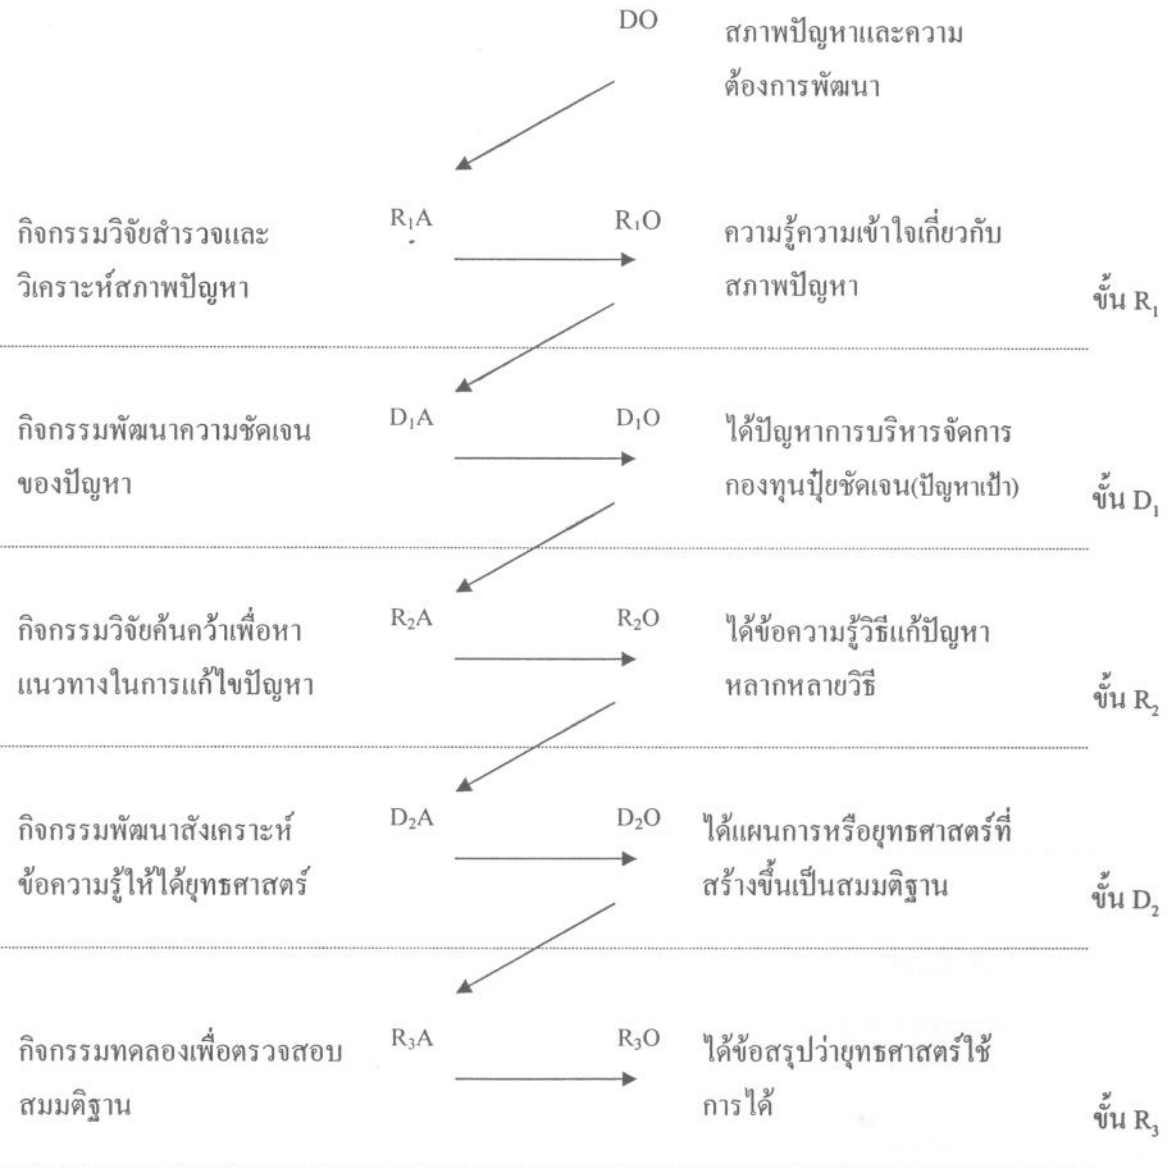 DO
สภาพปัญหาและความ
ต้องการพัฒนา
กิจกรรมวิจัยสำรวจและ
วิเคราะห์สภาพปัญหา
R₁A
R₁O
ความรู้ความเข้าใจเกี่ยวกับ
สภาพปัญหา
ขั้น R₁
กิจกรรมพัฒนาความชัดเจน
ของปัญหา
D₁A
D₁O
ได้ปัญหาการบริหารจัดการ
กองทุนปุ๋ยชัดเจน(ปัญหาเป้า)
ขั้น D₁
กิจกรรมวิจัยค้นคว้าเพื่อหา
แนวทางในการแก้ไขปัญหา
R₂A
R₂O
ได้ข้อความรู้วิธีแก้ปัญหา
หลากหลายวิธี
ขั้น R₂
กิจกรรมพัฒนาสังเคราะห์
ข้อความรู้ให้ได้ยุทธศาสตร์
D₂A
D₂O
ได้แผนการหรือยุทธศาสตร์ที่
สร้างขึ้นเป็นสมมติฐาน
ขั้น D₂
กิจกรรมทดลองเพื่อตรวจสอบ
สมมติฐาน
R₃A
R₃O
ได้ข้อสรุปว่ายุทธศาสตร์ใช้
การได้
ขั้น R₃